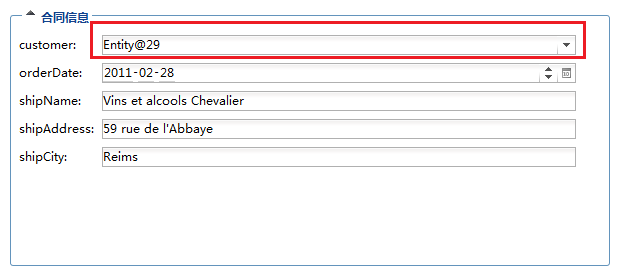 合同信息
customer: Entity@29
orderDate: 2011-02-28
shipName: Vins et alcools Chevalier
shipAddress: 59 rue de l'Abbaye
shipCity: Reims